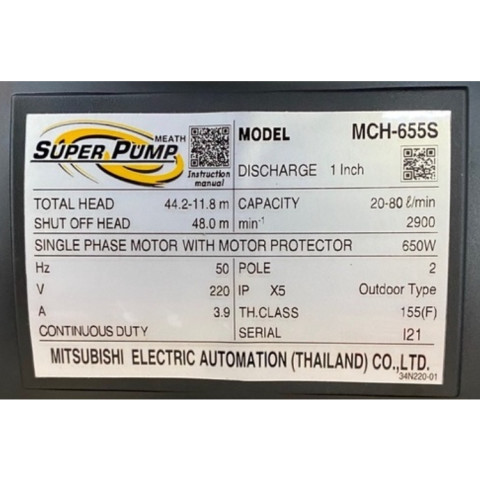 MEATH
SUPER PUMP
Instruction
manual
MODEL MCH-655S
DISCHARGE 1 Inch
TOTAL HEAD 44.2-11.8 m CAPACITY 20-80 ℓ/min
SHUT OFF HEAD 48.0 m min⁻¹ 2900
SINGLE PHASE MOTOR WITH MOTOR PROTECTOR 650W
Hz 50 POLE 2
V 220 IP X5 Outdoor Type
A 3.9 TH.CLASS 155(F)
CONTINUOUS DUTY SERIAL I21
MITSUBISHI ELECTRIC AUTOMATION (THAILAND) CO.,LTD.
34N220-01